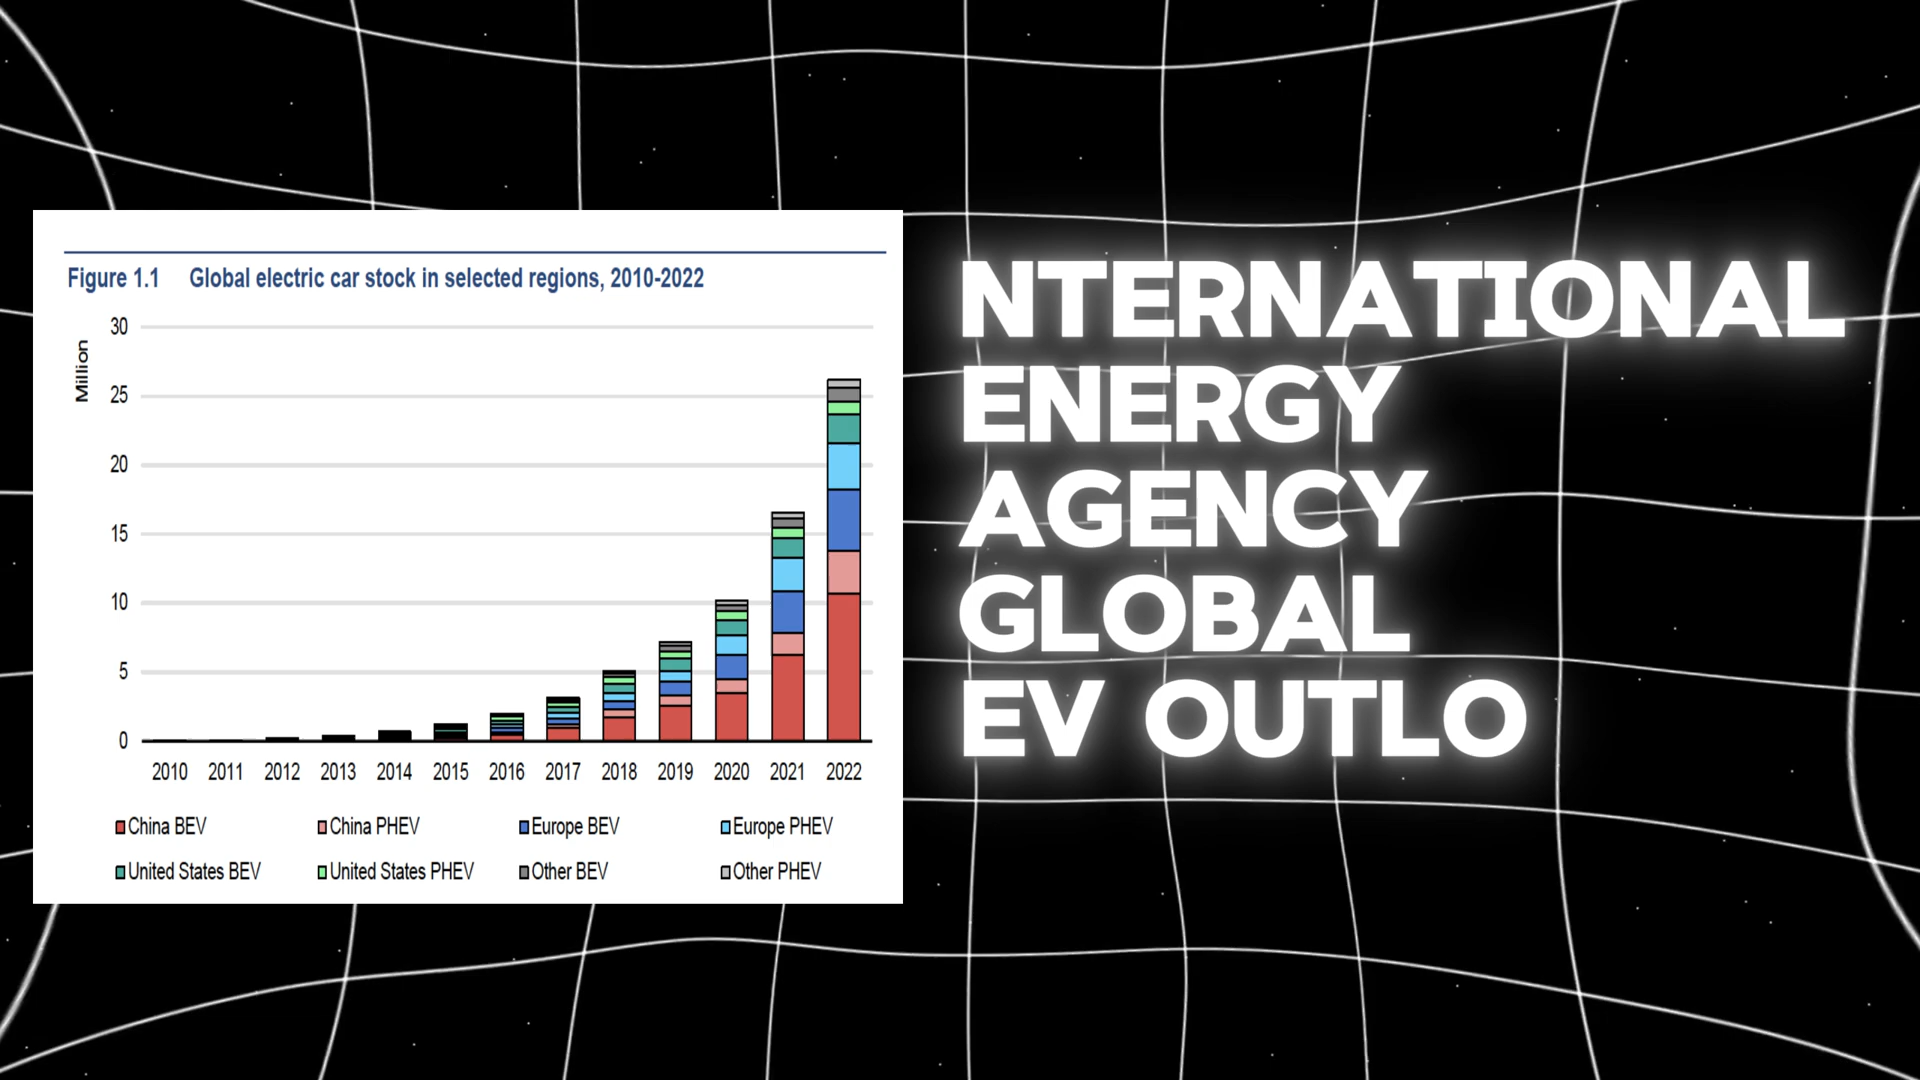 Figure 1.1 Global electric car stock in selected regions, 2010-2022
Million
30
25
20
15
10
5
0
2010 2011 2012 2013 2014 2015 2016 2017 2018 2019 2020 2021 2022
China BEV China PHEV Europe BEV Europe PHEV
United States BEV United States PHEV Other BEV Other PHEV
NTERNATIONAL
ENERGY
AGENCY
GLOBAL
EV OUTLO